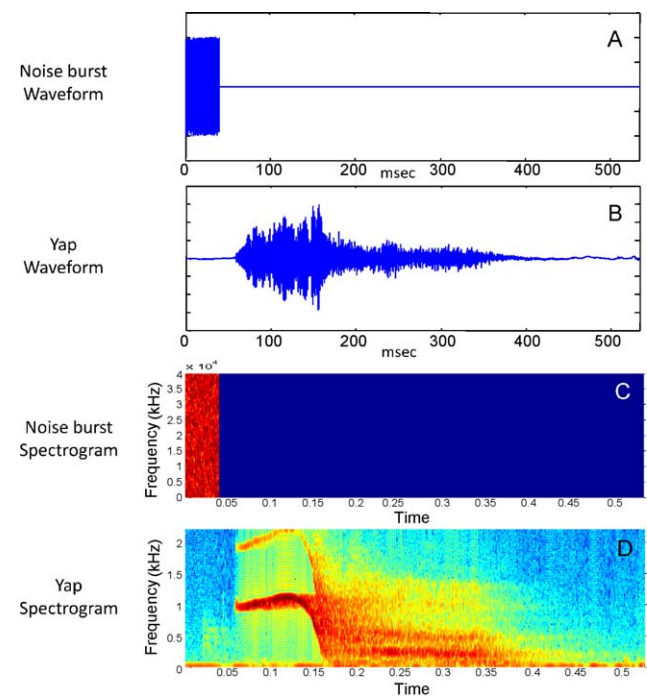 A
Noise burst
Waveform
0 100 200 300 400 500
msec
B
Yap
Waveform
0 100 200 300 400 500
msec
× 10⁴
C
Noise burst
Spectrogram
Frequency (kHz)
4
3.5
3
2.5
2
1.5
1
0.5
0
0.05 0.1 0.15 0.2 0.25 0.3 0.35 0.4 0.45 0.5
Time
D
Yap
Spectrogram
Frequency (kHz)
2
1.5
1
0.5
0
0.05 0.1 0.15 0.2 0.25 0.3 0.35 0.4 0.45 0.5
Time